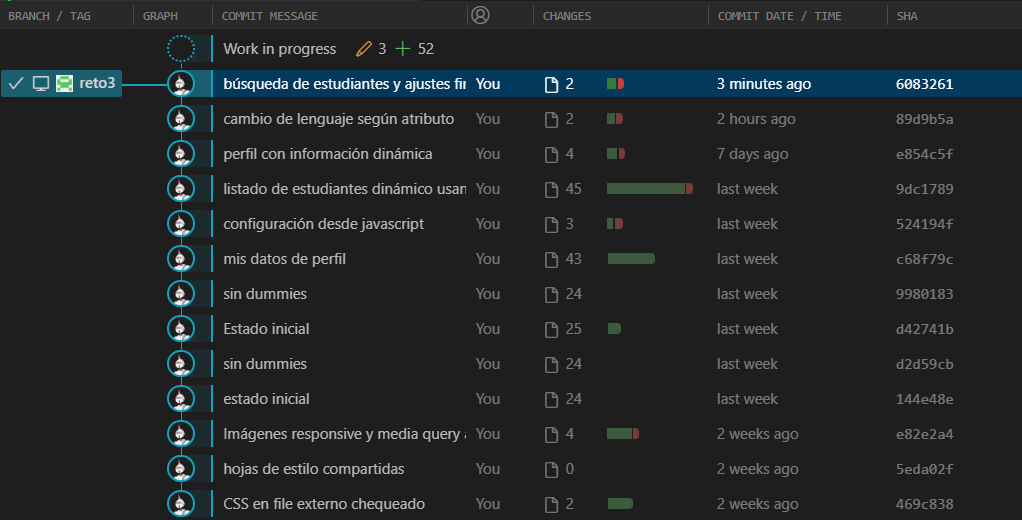 BRANCH / TAG GRAPH COMMIT MESSAGE CHANGES COMMIT DATE / TIME SHA
Work in progress 3 52
reto3 búsqueda de estudiantes y ajustes fin You 2 3 minutes ago 6083261
cambio de lenguaje según atributo You 2 2 hours ago 89d9b5a
perfil con información dinámica You 4 7 days ago e854c5f
listado de estudiantes dinámico usan You 45 last week 9dc1789
configuración desde javascript You 3 last week 524194f
mis datos de perfil You 43 last week c68f79c
sin dummies You 24 last week 9980183
Estado inicial You 25 last week d42741b
sin dummies You 24 last week d2d59cb
estado inicial You 24 last week 144e48e
Imágenes responsive y media query You 4 2 weeks ago e82e2a4
hojas de estilo compartidas You 0 2 weeks ago 5eda02f
CSS en file externo chequeado You 2 2 weeks ago 469c838